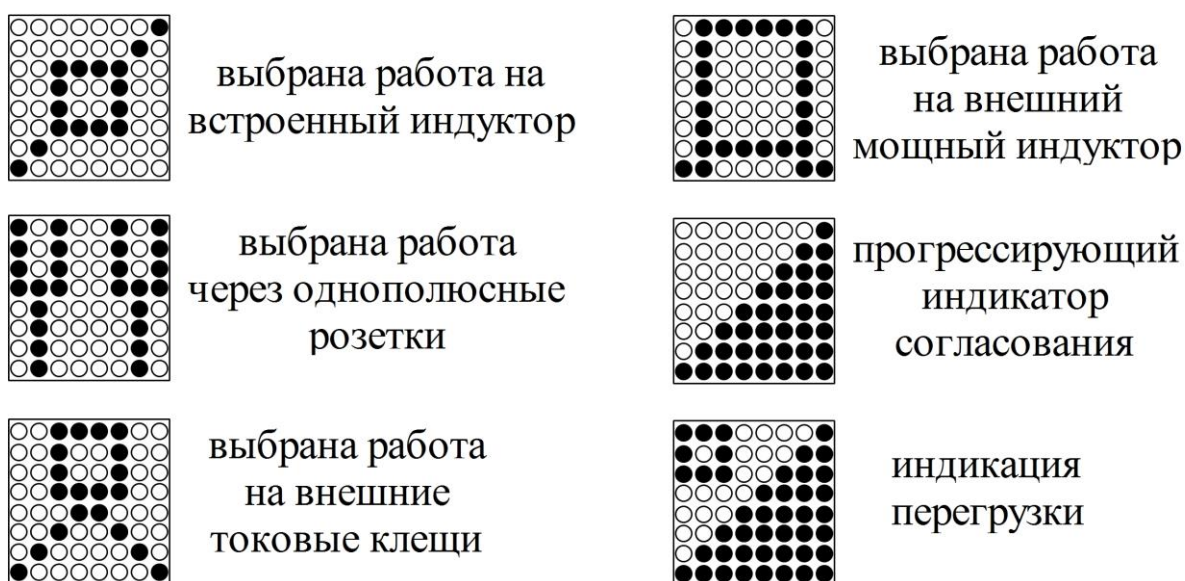 выбрана работа на
встроенный индуктор
выбрана работа
на внешний
мощный индуктор
выбрана работа
через однополюсные
розетки
прогрессирующий
индикатор
согласования
выбрана работа
на внешние
токовые клещи
индикация
перегрузки